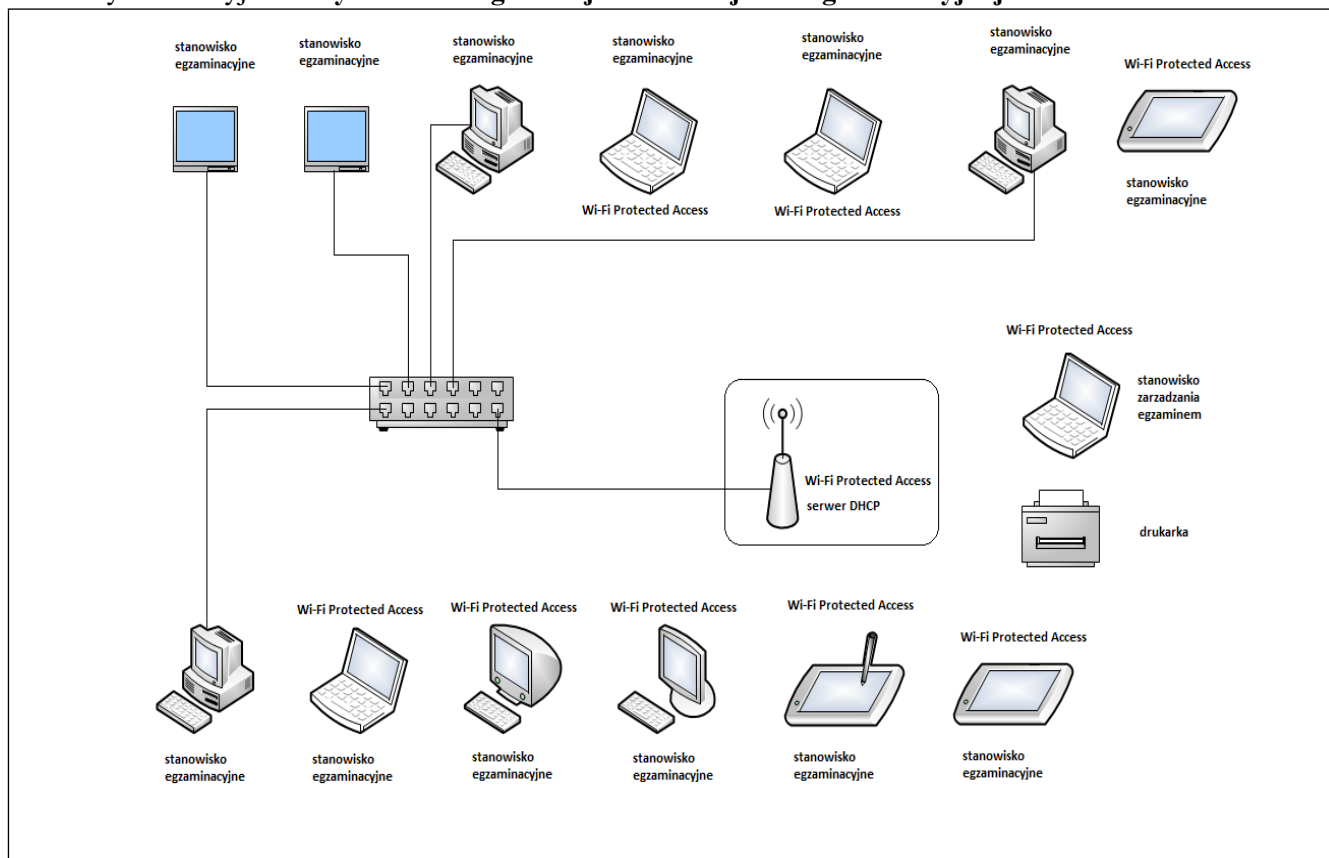 stanowisko
egzaminacyjne
stanowisko
egzaminacyjne
stanowisko
egzaminacyjne
stanowisko
egzaminacyjne
stanowisko
egzaminacyjne
stanowisko
egzaminacyjne
Wi-Fi Protected Access
stanowisko
egzaminacyjne
Wi-Fi Protected Access
Wi-Fi Protected Access
Wi-Fi Protected Access
stanowisko
zarzadzania
egzaminem
Wi-Fi Protected Access
serwer DHCP
drukarka
Wi-Fi Protected Access
Wi-Fi Protected Access
Wi-Fi Protected Access
Wi-Fi Protected Access
Wi-Fi Protected Access
stanowisko
egzaminacyjne
stanowisko
egzaminacyjne
stanowisko
egzaminacyjne
stanowisko
egzaminacyjne
stanowisko
egzaminacyjne
stanowisko
egzaminacyjne